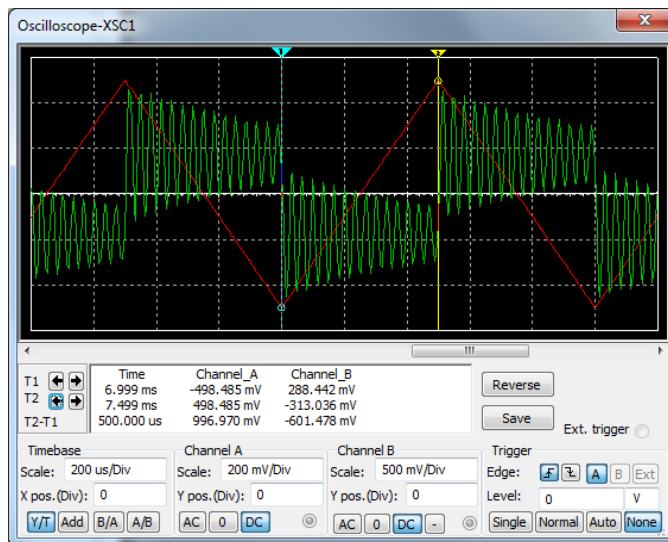 Oscilloscope-XSC1
x
1
2
Time Channel_A Channel_B
T1 6.999 ms -498.485 mV 288.442 mV
T2 7.499 ms 498.485 mV -313.036 mV
T2-T1 500.000 us 996.970 mV -601.478 mV
Reverse
Save
Ext. trigger
Timebase
Scale: 200 us/Div
X pos.(Div): 0
Y/T Add B/A A/B
Channel A
Scale: 200 mV/Div
Y pos.(Div): 0
AC 0 DC
Channel B
Scale: 500 mV/Div
Y pos.(Div): 0
AC 0 DC -
Trigger
Edge: A B Ext
Level: 0 V
Single Normal Auto None